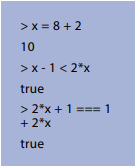 > x = 8 + 2
10
> x - 1 < 2*x
true
> 2*x + 1 === 1
+ 2*x
true